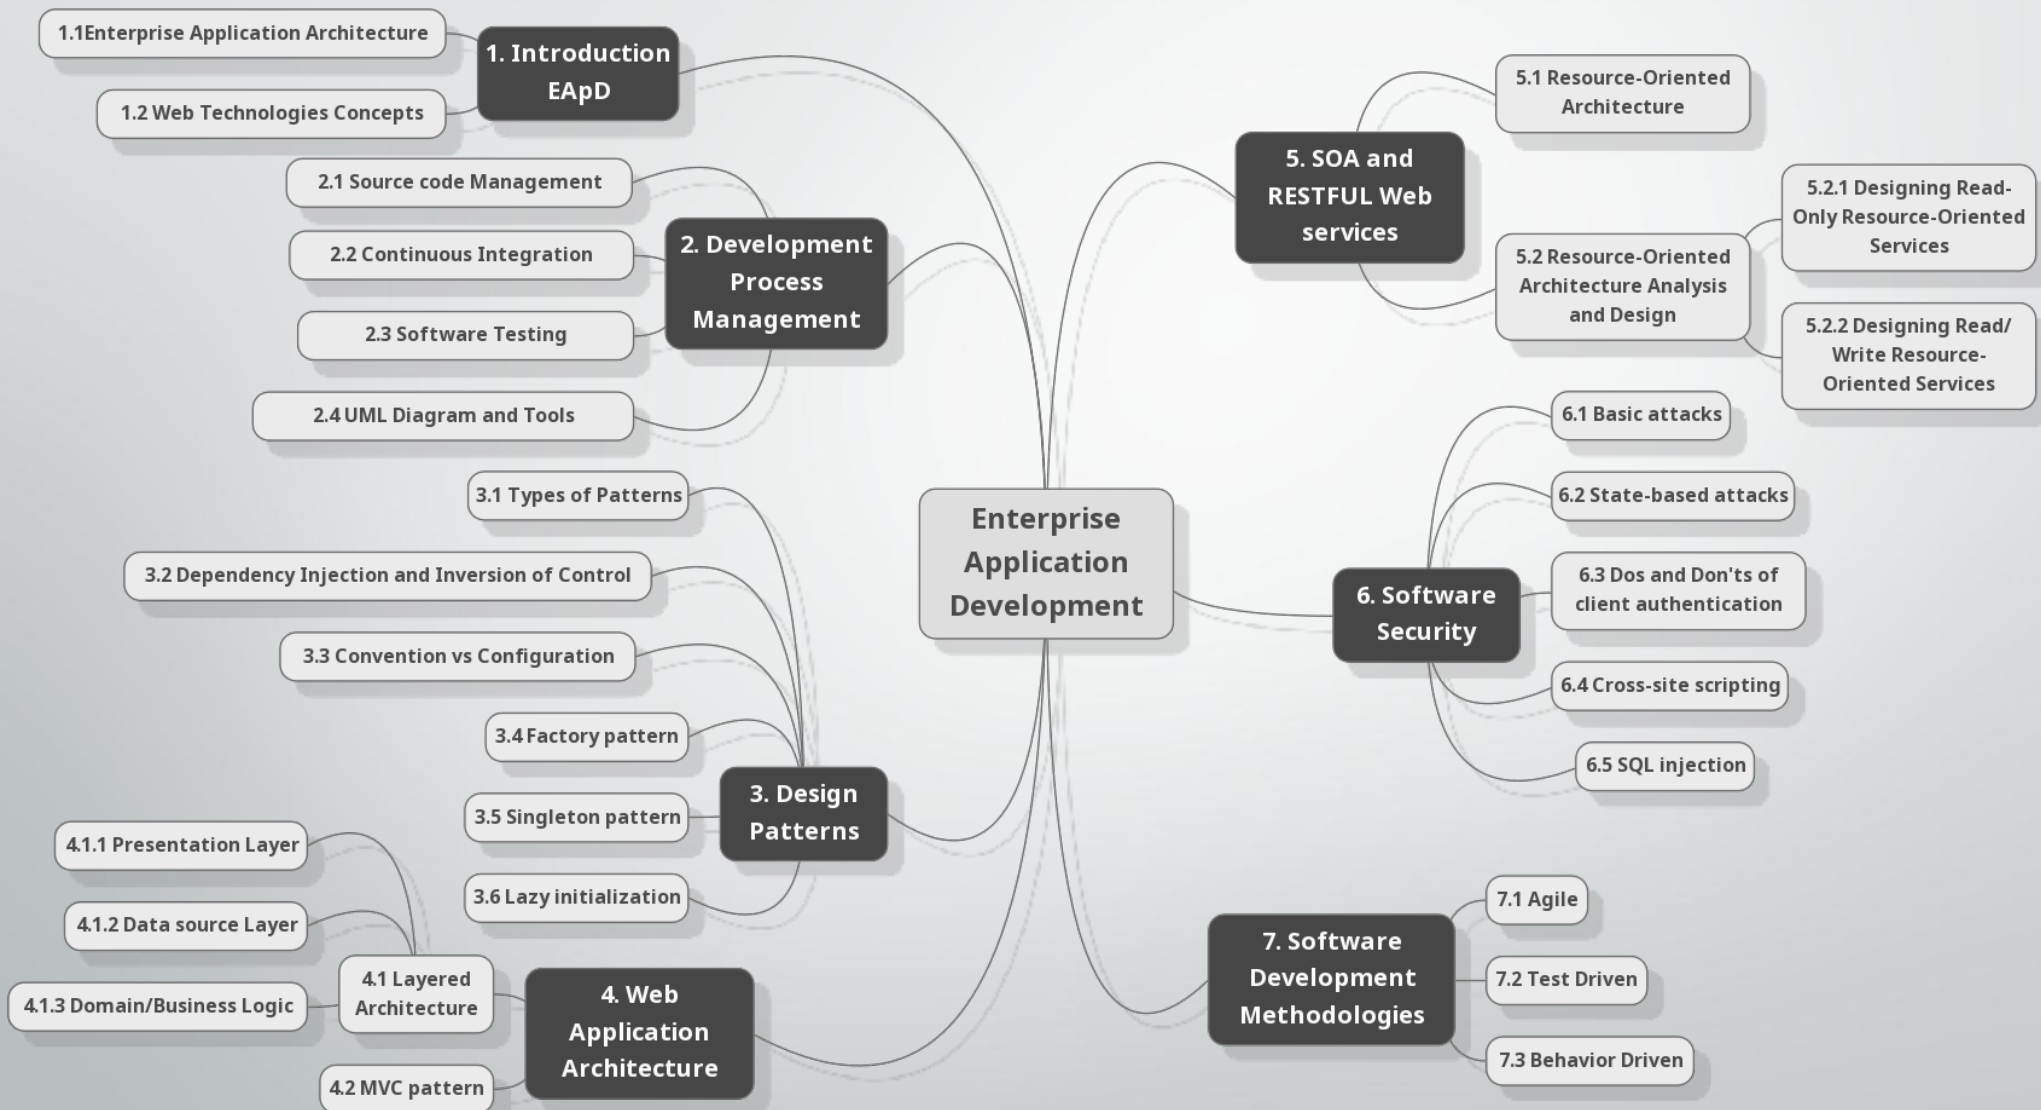 Enterprise
Application
Development
1. Introduction
EApD
1.1Enterprise Application Architecture
1.2 Web Technologies Concepts
2. Development
Process
Management
2.1 Source code Management
2.2 Continuous Integration
2.3 Software Testing
2.4 UML Diagram and Tools
3. Design
Patterns
3.1 Types of Patterns
3.2 Dependency Injection and Inversion of Control
3.3 Convention vs Configuration
3.4 Factory pattern
3.5 Singleton pattern
3.6 Lazy initialization
4. Web
Application
Architecture
4.1 Layered
Architecture
4.1.1 Presentation Layer
4.1.2 Data source Layer
4.1.3 Domain/Business Logic
4.2 MVC pattern
5. SOA and
RESTFUL Web
services
5.1 Resource-Oriented
Architecture
5.2 Resource-Oriented
Architecture Analysis
and Design
5.2.1 Designing Read-
Only Resource-Oriented
Services
5.2.2 Designing Read/
Write Resource-
Oriented Services
6. Software
Security
6.1 Basic attacks
6.2 State-based attacks
6.3 Dos and Don'ts of
client authentication
6.4 Cross-site scripting
6.5 SQL injection
7. Software
Development
Methodologies
7.1 Agile
7.2 Test Driven
7.3 Behavior Driven